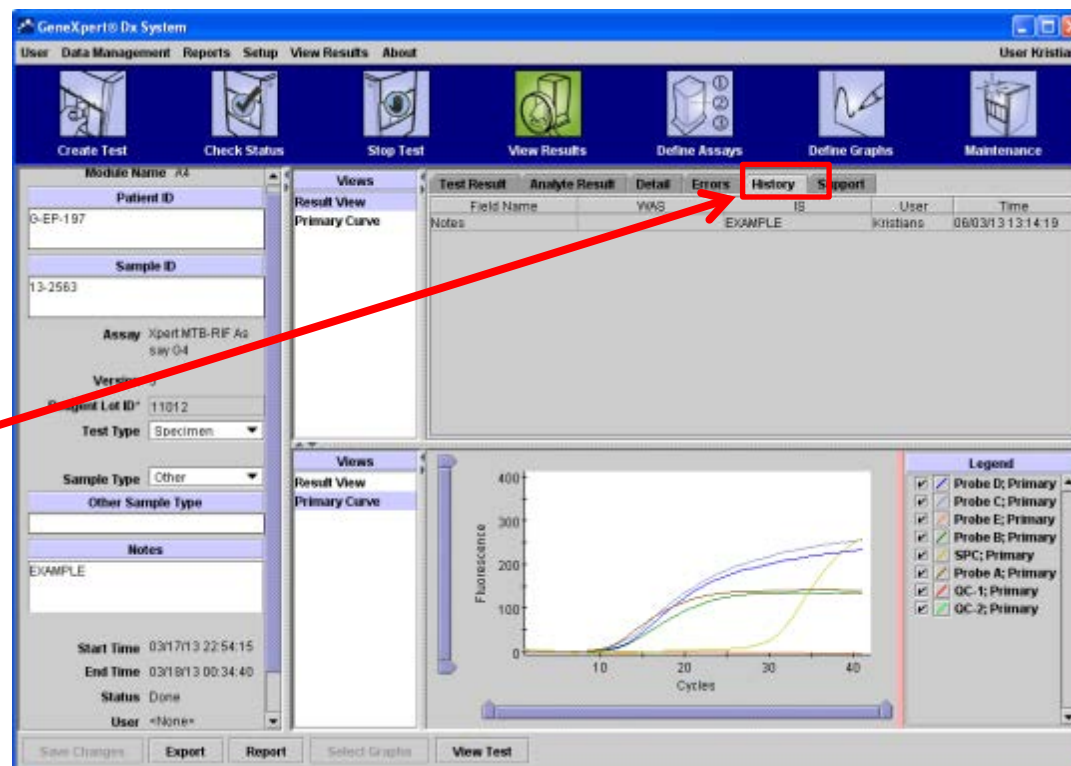 GeneXpert® Dx System
User Data Management Reports Setup View Results About
User Kristia
Create Test
Check Status
Stop Test
View Results
Define Assays
Define Graphs
Maintenance
Module Name A4
Patient ID
G-EP-197
Sample ID
13-2563
Assay Xpert MTB-RIF As
say G4
Reagent Lot ID* 11012
Test Type Specimen
Sample Type Other
Other Sample Type
Notes
EXAMPLE
Start Time 03/17/13 22:54:15
End Time 03/18/13 00:34:40
Status Done
User <None>
Views
Result View
Primary Curve
Test Result Analyte Result Detail Errors History Support
Field Name WAS IS User Time
Notes EXAMPLE Kristians 06/03/13 13:14:19
Views
Result View
Primary Curve
Fluorescence
400
300
200
100
0
10 20 30 40
Cycles
Legend
Probe D; Primary
Probe C; Primary
Probe E; Primary
Probe B; Primary
SPC; Primary
Probe A; Primary
QC-1; Primary
QC-2; Primary
Save Changes
Export
Report
Select Graphs
View Test